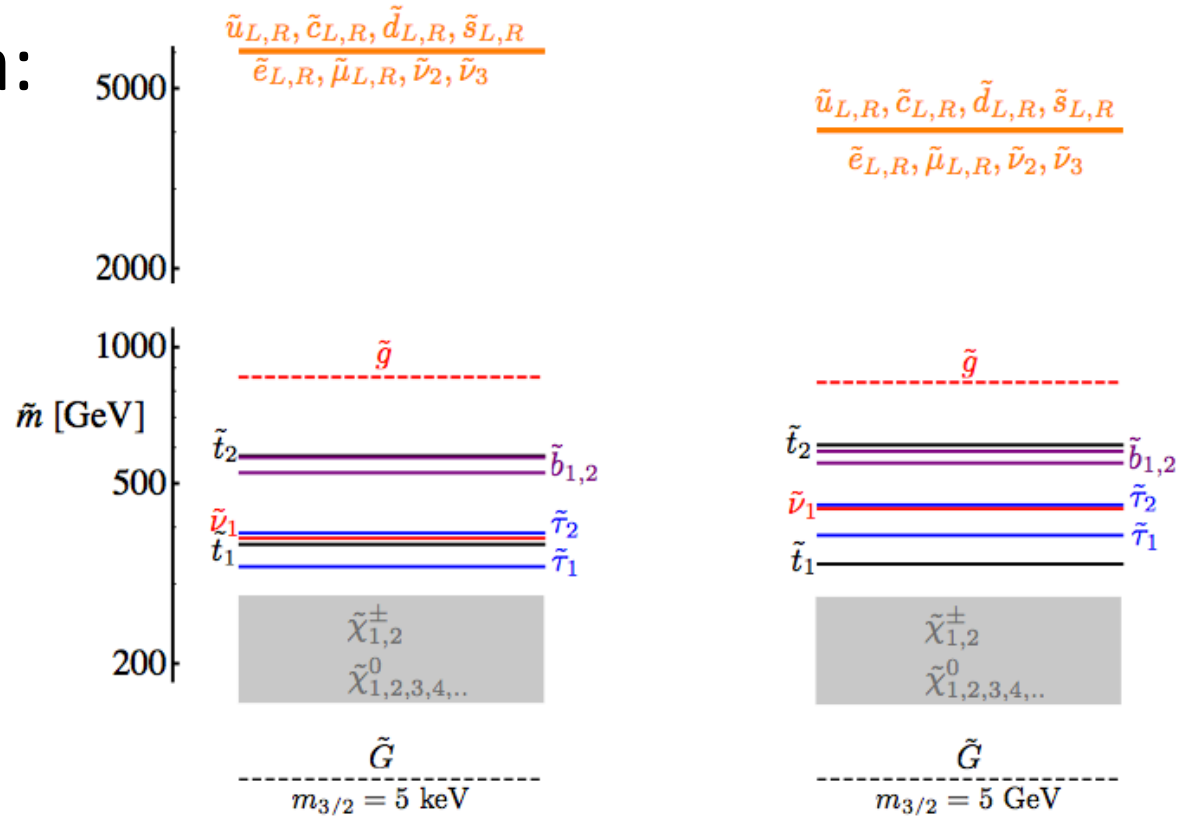 n:
ũ_{L,R}, c̃_{L,R}, d̃_{L,R}, s̃_{L,R}
ẽ_{L,R}, μ̃_{L,R}, ν̃_2, ν̃_3
5000
2000
1000
m̃ [GeV]
500
200
g̃
t̃_2
b̃_{1,2}
ν̃_1
τ̃_2
t̃_1
τ̃_1
χ̃^±_{1,2}
χ̃^0_{1,2,3,4,..}
G̃
m_{3/2} = 5 keV
ũ_{L,R}, c̃_{L,R}, d̃_{L,R}, s̃_{L,R}
ẽ_{L,R}, μ̃_{L,R}, ν̃_2, ν̃_3
g̃
t̃_2
b̃_{1,2}
ν̃_1
τ̃_2
τ̃_1
t̃_1
χ̃^±_{1,2}
χ̃^0_{1,2,3,4,..}
G̃
m_{3/2} = 5 GeV